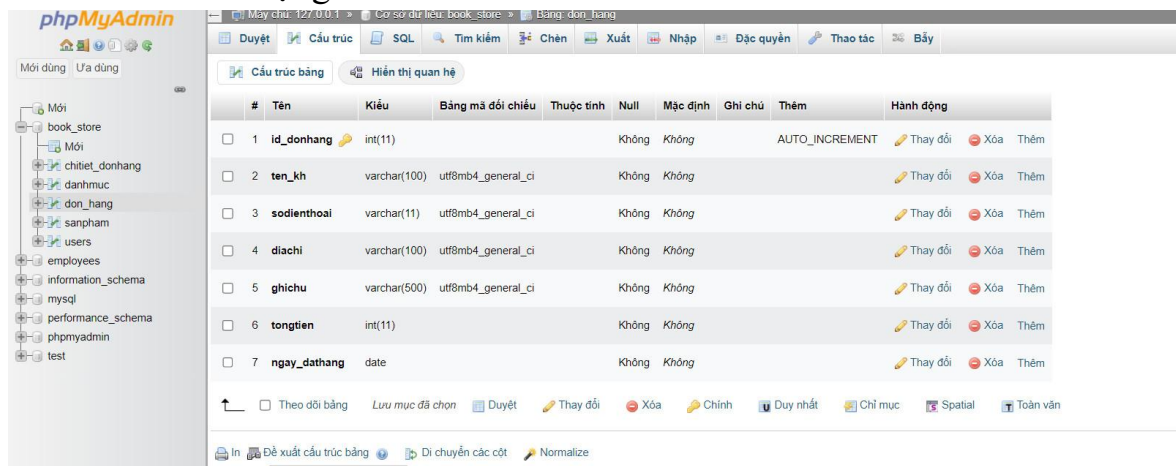 phpMyAdmin
Mới dùng Ưa dùng
Mới
book_store
Mới
chitiet_donhang
danhmuc
don_hang
sanpham
users
employees
information_schema
mysql
performance_schema
phpmyadmin
test
Máy chủ: 127.0.0.1 » Cơ sở dữ liệu: book_store » Bảng: don_hang
Duyệt Cấu trúc SQL Tìm kiếm Chèn Xuất Nhập Đặc quyền Thao tác Bẫy
Cấu trúc bảng Hiển thị quan hệ
# Tên Kiểu Bảng mã đối chiếu Thuộc tính Null Mặc định Ghi chú Thêm Hành động
1 id_donhang int(11) Không Không AUTO_INCREMENT Thay đổi Xóa Thêm
2 ten_kh varchar(100) utf8mb4_general_ci Không Không Thay đổi Xóa Thêm
3 sodienthoai varchar(11) utf8mb4_general_ci Không Không Thay đổi Xóa Thêm
4 diachi varchar(100) utf8mb4_general_ci Không Không Thay đổi Xóa Thêm
5 ghichu varchar(500) utf8mb4_general_ci Không Không Thay đổi Xóa Thêm
6 tongtien int(11) Không Không Thay đổi Xóa Thêm
7 ngay_dathang date Không Không Thay đổi Xóa Thêm
Theo dõi bảng Lưu mục đã chọn Duyệt Thay đổi Xóa Chính Duy nhất Chỉ mục Spatial Toàn văn
In Đề xuất cấu trúc bảng Di chuyển các cột Normalize